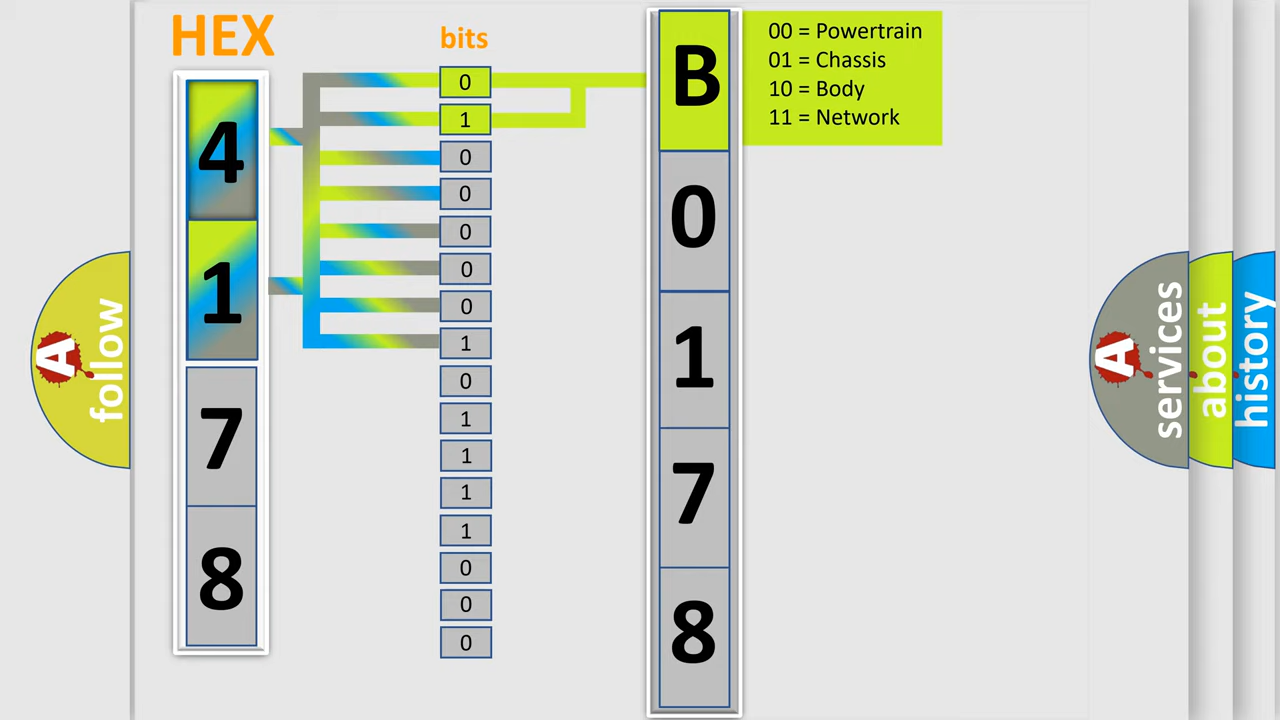 HEX
bits
4
1
7
8
0
1
0
0
0
0
0
1
0
1
1
1
1
0
0
0
B
0
1
7
8
00 = Powertrain
01 = Chassis
10 = Body
11 = Network
A
follow
A
services
about
history